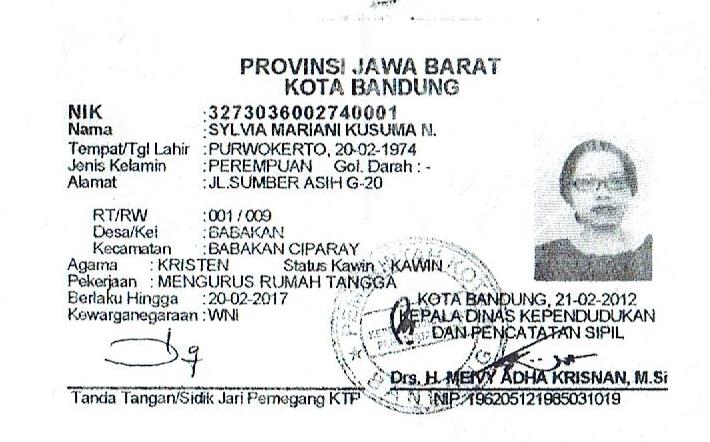 PROVINSI JAWA BARAT
KOTA BANDUNG
NIK :3273036002740001
Nama :SYLVIA MARIANI KUSUMA N.
Tempat/Tgl Lahir :PURWOKERTO, 20-02-1974
Jenis Kelamin :PEREMPUAN Gol. Darah : -
Alamat :JL.SUMBER ASIH G-20
RT/RW :001 / 009
Desa/Kel :BABAKAN
Kecamatan :BABAKAN CIPARAY
Agama : KRISTEN Status Kawin : KAWIN
Pekerjaan : MENGURUS RUMAH TANGGA
Berlaku Hingga :20-02-2017
Kewarganegaraan :WNI
KOTA BANDUNG, 21-02-2012
KEPALA DINAS KEPENDUDUKAN
DAN PENCATATAN SIPIL
Drs. H. MEIVY ADHA KRISNAN, M.Si
Tanda Tangan/Sidik Jari Pemegang KTP
NIP. 196205121985031019